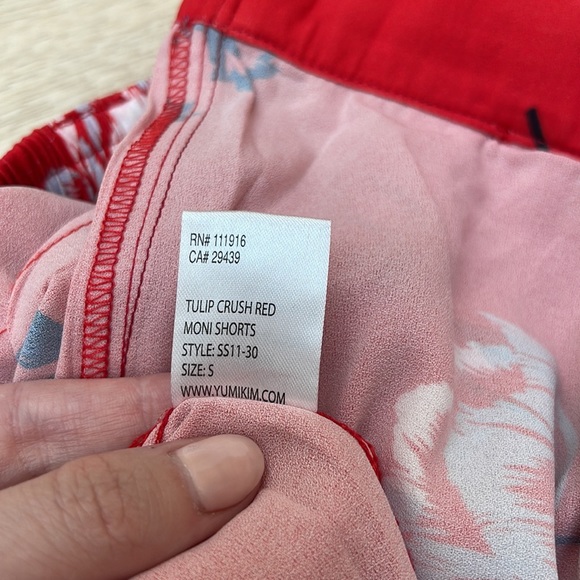 RN# 111916
CA# 29439
TULIP CRUSH RED
MONI SHORTS
STYLE: SS11-30
SIZE: S
WWW.YUMIKIM.COM